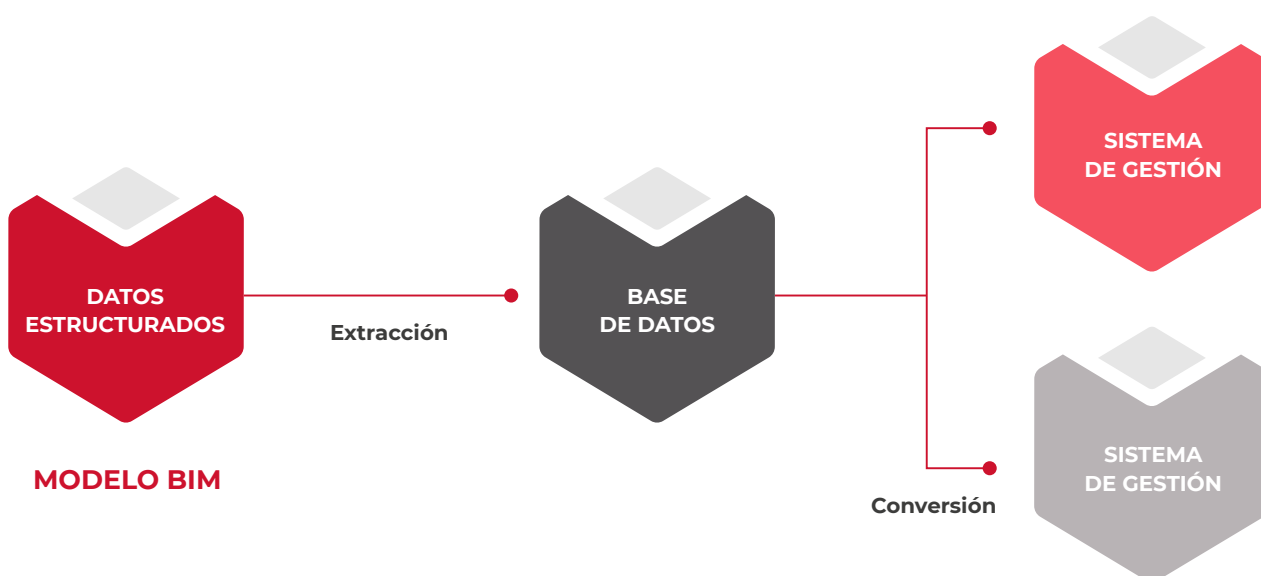 DATOS
ESTRUCTURADOS
MODELO BIM
Extracción
BASE
DE DATOS
Conversión
SISTEMA
DE GESTIÓN
SISTEMA
DE GESTIÓN